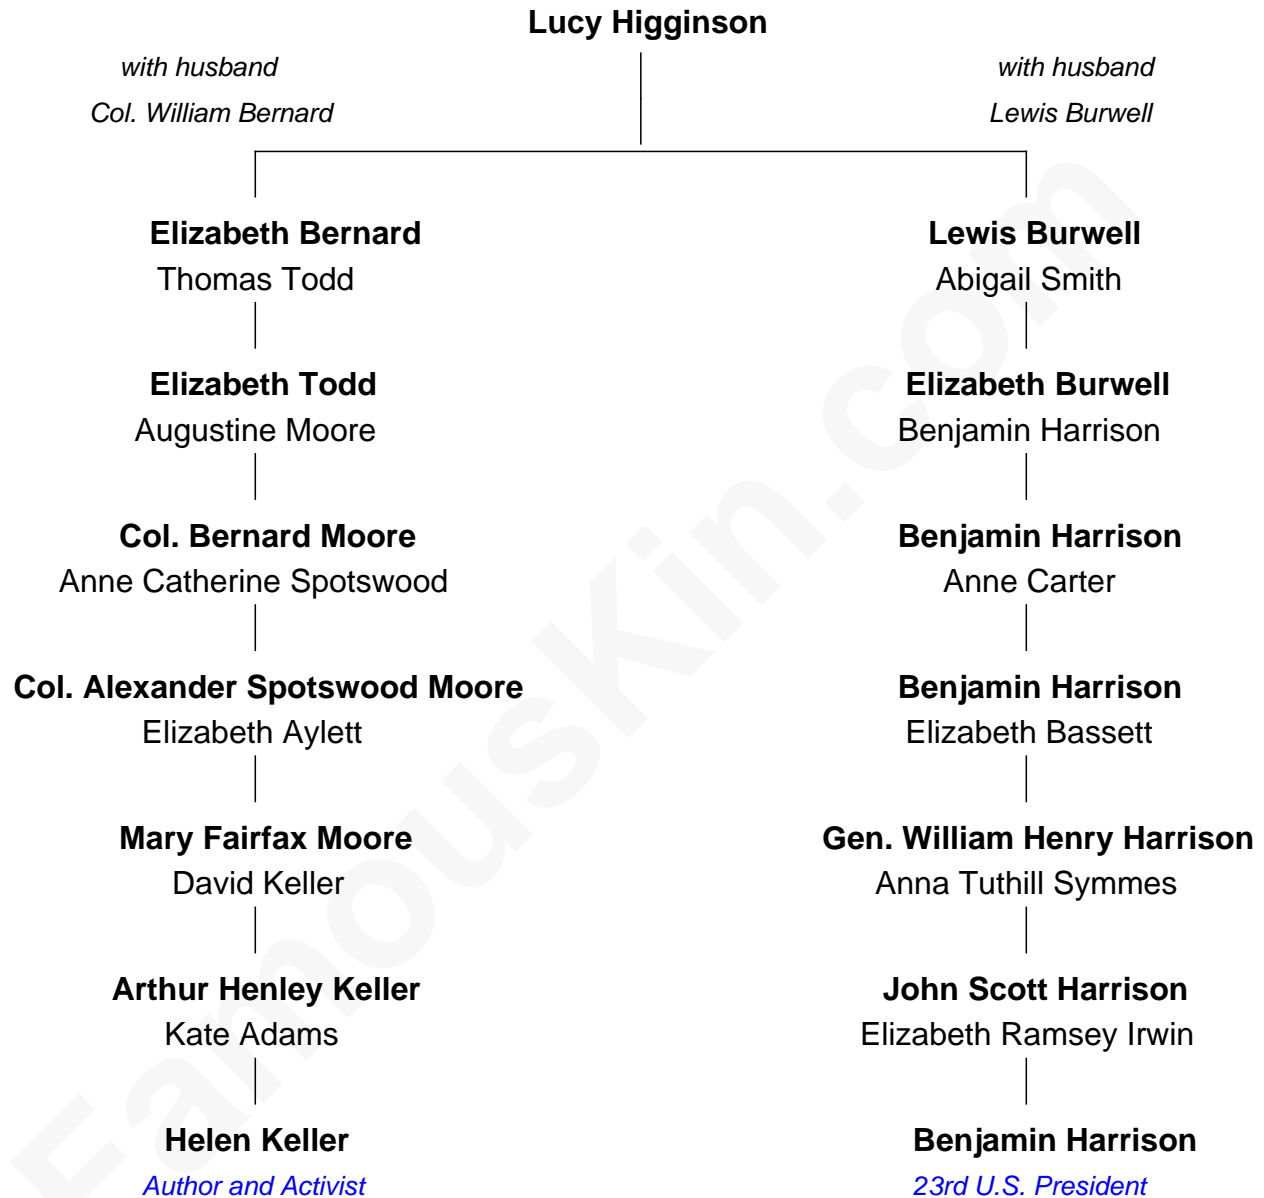 Lucy Higginson
with husband
Col. William Bernard
with husband
Lewis Burwell
Elizabeth Bernard
Thomas Todd
Lewis Burwell
Abigail Smith
Elizabeth Todd
Augustine Moore
Elizabeth Burwell
Benjamin Harrison
Col. Bernard Moore
Anne Catherine Spotswood
Benjamin Harrison
Anne Carter
Col. Alexander Spotswood Moore
Elizabeth Aylett
Benjamin Harrison
Elizabeth Bassett
Mary Fairfax Moore
David Keller
Gen. William Henry Harrison
Anna Tuthill Symmes
Arthur Henley Keller
Kate Adams
John Scott Harrison
Elizabeth Ramsey Irwin
Helen Keller
Author and Activist
Benjamin Harrison
23rd U.S. President
FamousKin.com